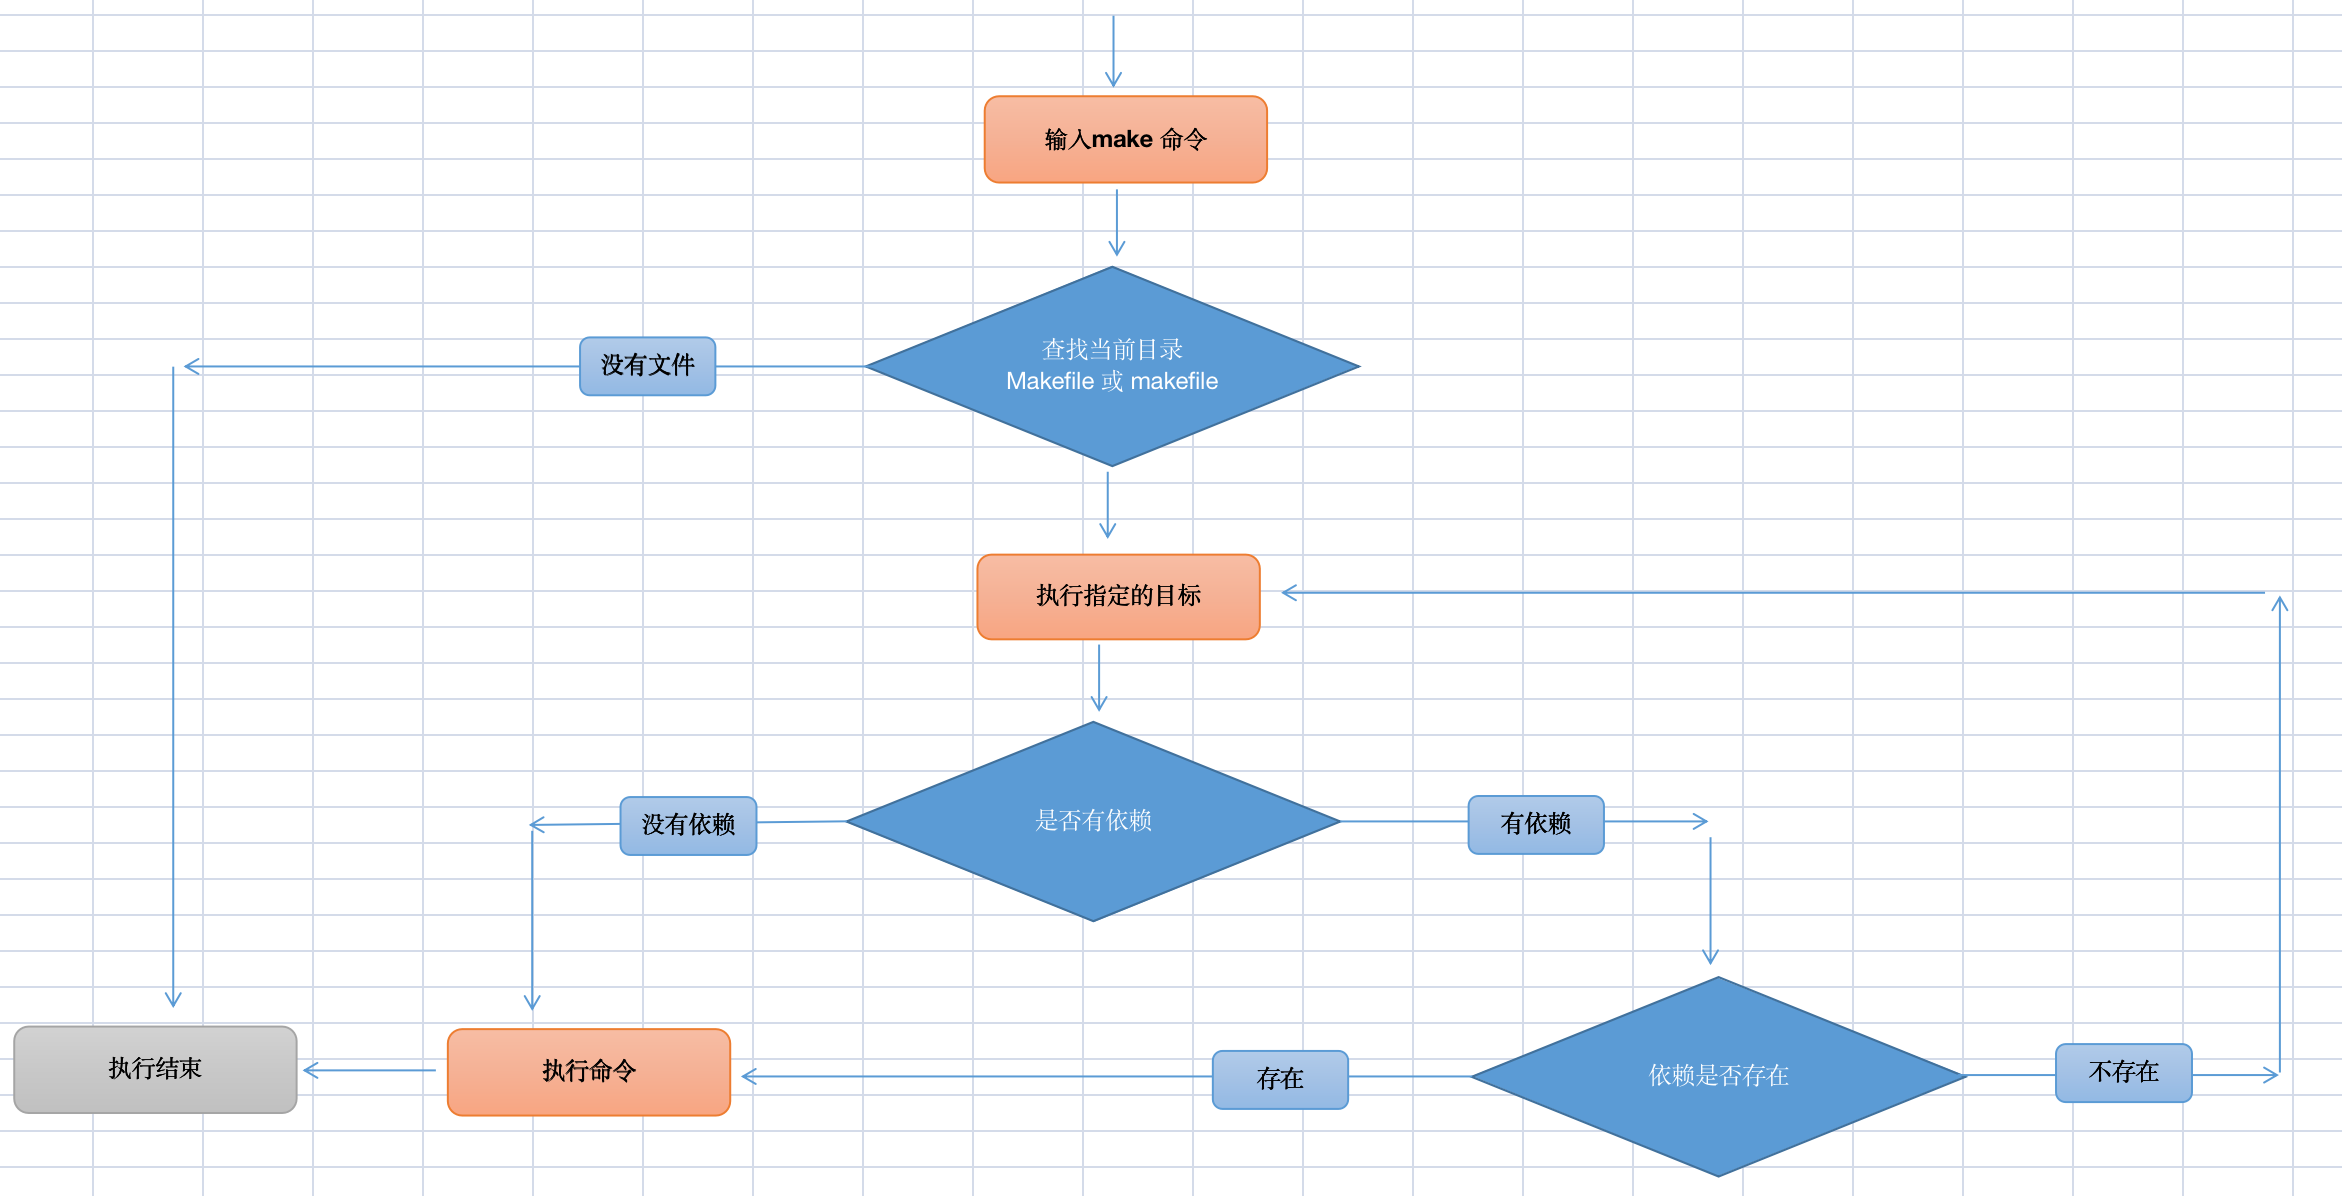 输入make 命令
查找当前目录
Makefile 或 makefile
没有文件
执行指定的目标
是否有依赖
没有依赖
有依赖
执行结束
执行命令
存在
依赖是否存在
不存在